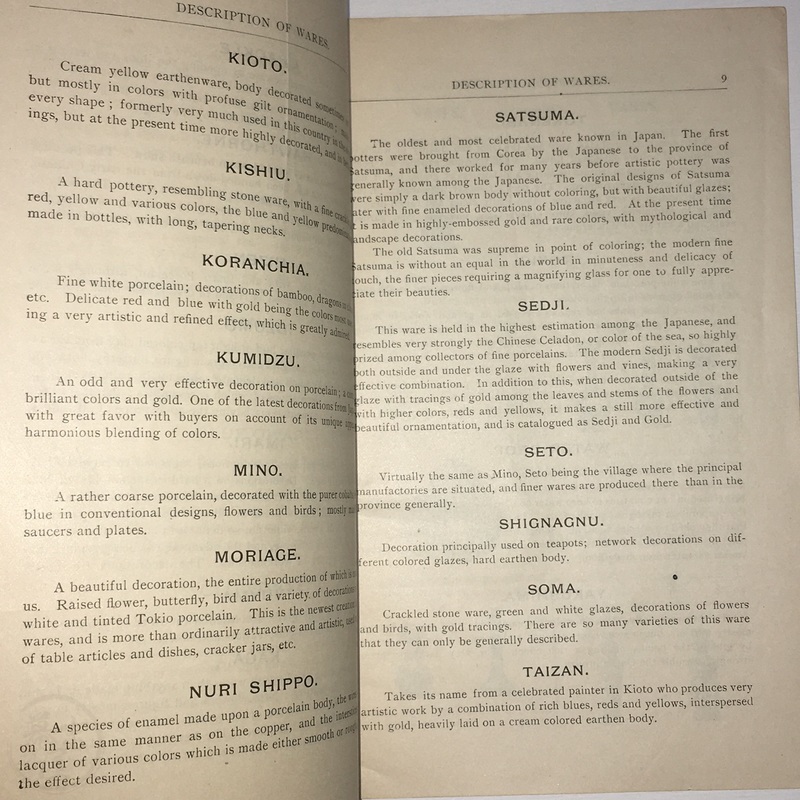 DESCRIPTION OF WARES.
KIOTO.
Cream yellow earthenware, body decorated
but mostly in colors with profuse gilt ornamentation;
every shape; formerly very much used in this country in
ings, but at the present time more highly decorated, and
KISHIU.
A hard pottery, resembling stone ware, with a fine
red, yellow and various colors, the blue and yellow
made in bottles, with long, tapering necks.
KORANCHIA.
Fine white porcelain; decorations of bamboo, dragons
etc. Delicate red and blue with gold being the colors
ing a very artistic and refined effect, which is greatly admired
KUMIDZU.
An odd and very effective decoration on porcelain;
brilliant colors and gold. One of the latest decorations from
with great favor with buyers on account of its unique
harmonious blending of colors.
MINO.
A rather coarse porcelain, decorated with the purer
blue in conventional designs, flowers and birds; mostly
saucers and plates.
MORIAGE.
A beautiful decoration, the entire production of which
us. Raised flower, butterfly, bird and a variety of
white and tinted Tokio porcelain. This is the newest
wares, and is more than ordinarily attractive and artistic,
of table articles and dishes, cracker jars, etc.
NURI SHIPPO.
A species of enamel made upon a porcelain body, the
on in the same manner as on the copper, and the
lacquer of various colors which is made either smooth or
the effect desired.
DESCRIPTION OF WARES. 9
SATSUMA.
The oldest and most celebrated ware known in Japan. The first
otters were brought from Corea by the Japanese to the province of
atsuma, and there worked for many years before artistic pottery was
enerally known among the Japanese. The original designs of Satsuma
ere simply a dark brown body without coloring, but with beautiful glazes;
ater with fine enameled decorations of blue and red. At the present time
t is made in highly-embossed gold and rare colors, with mythological and
andscape decorations.
The old Satsuma was supreme in point of coloring; the modern fine
Satsuma is without an equal in the world in minuteness and delicacy of
ouch, the finer pieces requiring a magnifying glass for one to fully appre-
ciate their beauties.
SEDJI.
This ware is held in the highest estimation among the Japanese, and
resembles very strongly the Chinese Celadon, or color of the sea, so highly
prized among collectors of fine porcelains. The modern Sedji is decorated
both outside and under the glaze with flowers and vines, making a very
effective combination. In addition to this, when decorated outside of the
glaze with tracings of gold among the leaves and stems of the flowers and
with higher colors, reds and yellows, it makes a still more effective and
beautiful ornamentation, and is catalogued as Sedji and Gold.
SETO.
Virtually the same as Mino, Seto being the village where the principal
manufactories are situated, and finer wares are produced there than in the
province generally.
SHIGNAGNU.
Decoration principally used on teapots; network decorations on dif-
ferent colored glazes, hard earthen body.
SOMA.
Crackled stone ware, green and white glazes, decorations of flowers
and birds, with gold tracings. There are so many varieties of this ware
that they can only be generally described.
TAIZAN.
Takes its name from a celebrated painter in Kioto who produces very
artistic work by a combination of rich blues, reds and yellows, interspersed
with gold, heavily laid on a cream colored earthen body.